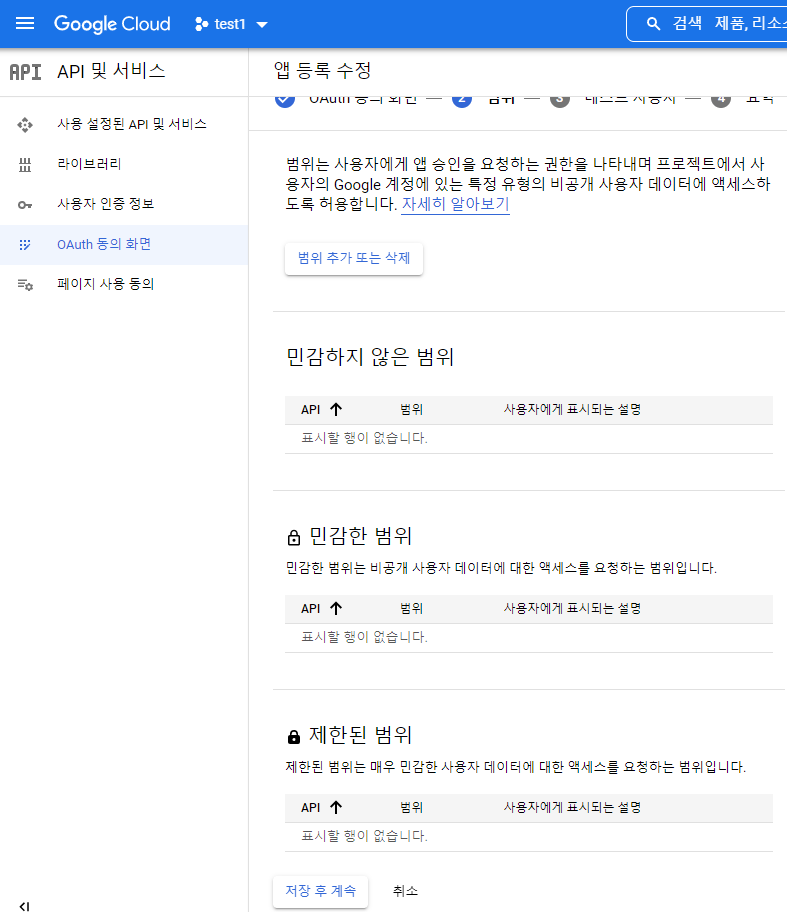 Google Cloud
test1
검색 제품, 리소스
API API 및 서비스
앱 등록 수정
사용 설정된 API 및 서비스
라이브러리
사용자 인증 정보
OAuth 동의 화면
페이지 사용 동의
OAuth 동의 화면 — 2 범위 — 3 테스트 사용자 — 4 요약
범위는 사용자에게 앱 승인을 요청하는 권한을 나타내며 프로젝트에서 사
용자의 Google 계정에 있는 특정 유형의 비공개 사용자 데이터에 액세스하
도록 허용합니다. 자세히 알아보기
범위 추가 또는 삭제
민감하지 않은 범위
API 범위 사용자에게 표시되는 설명
표시할 행이 없습니다.
민감한 범위
민감한 범위는 비공개 사용자 데이터에 대한 액세스를 요청하는 범위입니다.
API 범위 사용자에게 표시되는 설명
표시할 행이 없습니다.
제한된 범위
제한된 범위는 매우 민감한 사용자 데이터에 대한 액세스를 요청하는 범위입니다.
API 범위 사용자에게 표시되는 설명
표시할 행이 없습니다.
저장 후 계속 취소